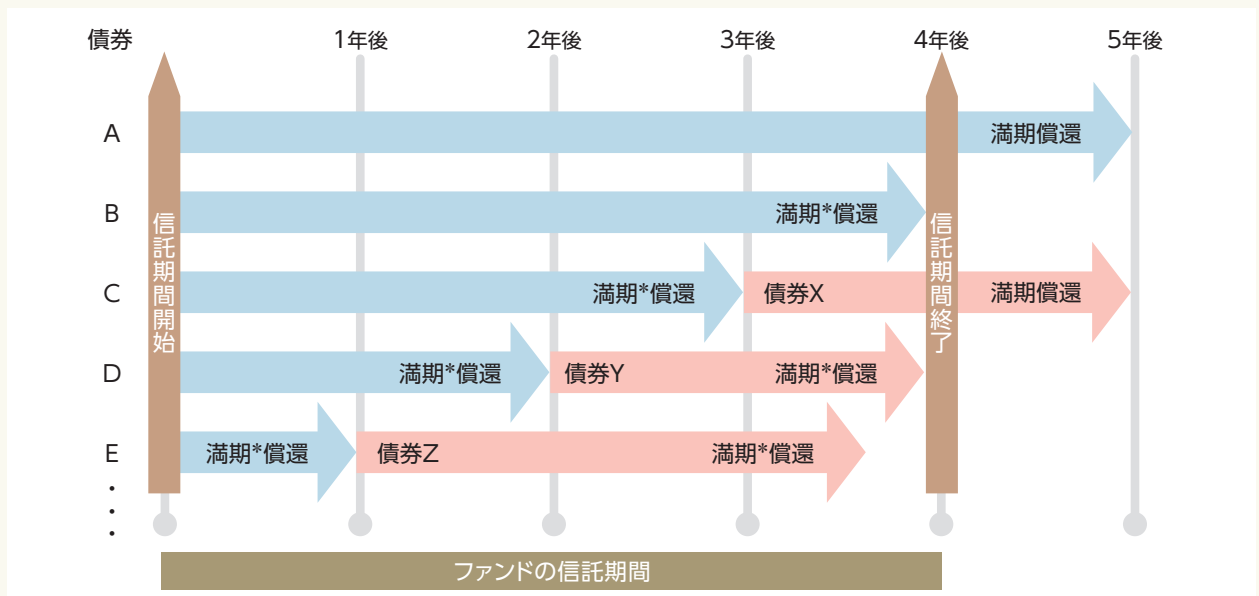 債券
1年後
2年後
3年後
4年後
5年後
信託期間開始
信託期間終了
A
満期償還
B
満期*償還
C
満期*償還
債券X
満期償還
D
満期*償還
債券Y
満期*償還
E
満期*償還
債券Z
満期*償還
・
・
・
ファンドの信託期間